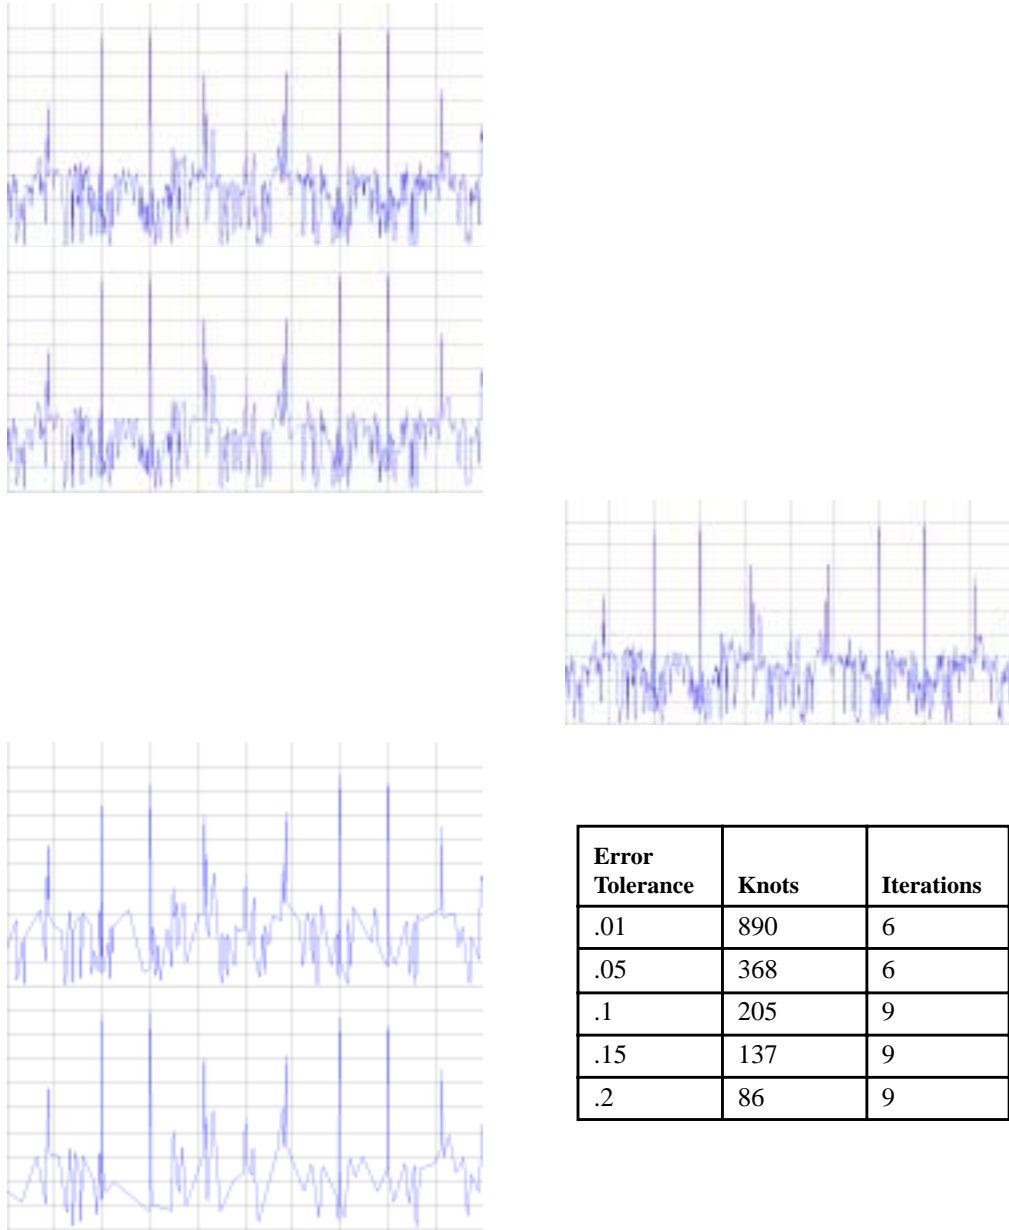 Error
Tolerance Knots Iterations
.01 890 6
.05 368 6
.1 205 9
.15 137 9
.2 86 9